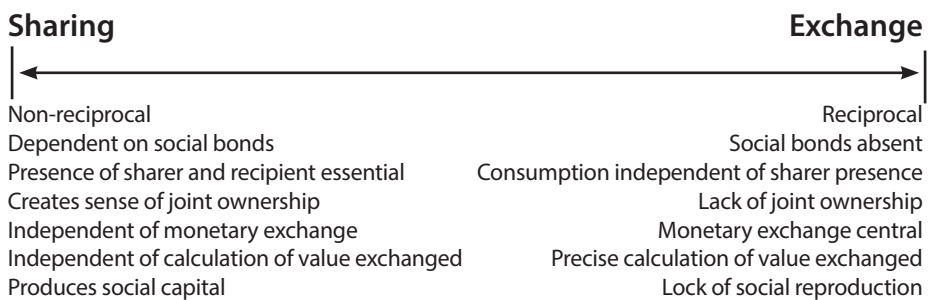 Sharing Exchange
Non-reciprocal Reciprocal
Dependent on social bonds Social bonds absent
Presence of sharer and recipient essential Consumption independent of sharer presence
Creates sense of joint ownership Lack of joint ownership
Independent of monetary exchange Monetary exchange central
Independent of calculation of value exchanged Precise calculation of value exchanged
Produces social capital Lock of social reproduction